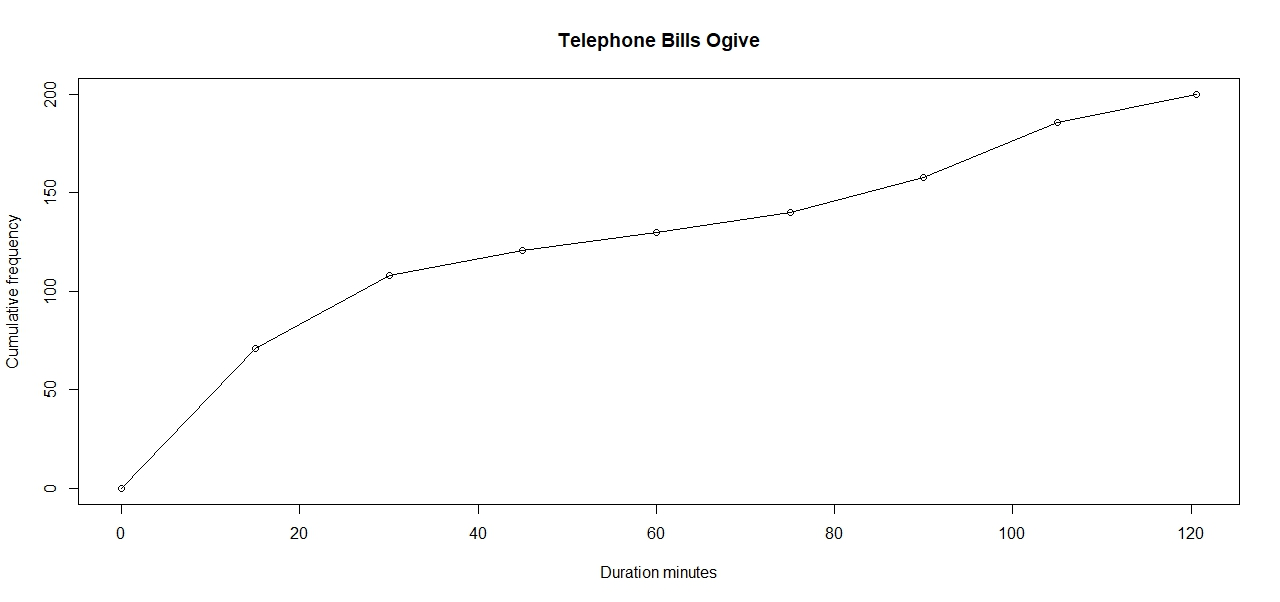 Telephone Bills Ogive
Cumulative frequency
200
150
100
50
0
0 20 40 60 80 100 120
Duration minutes